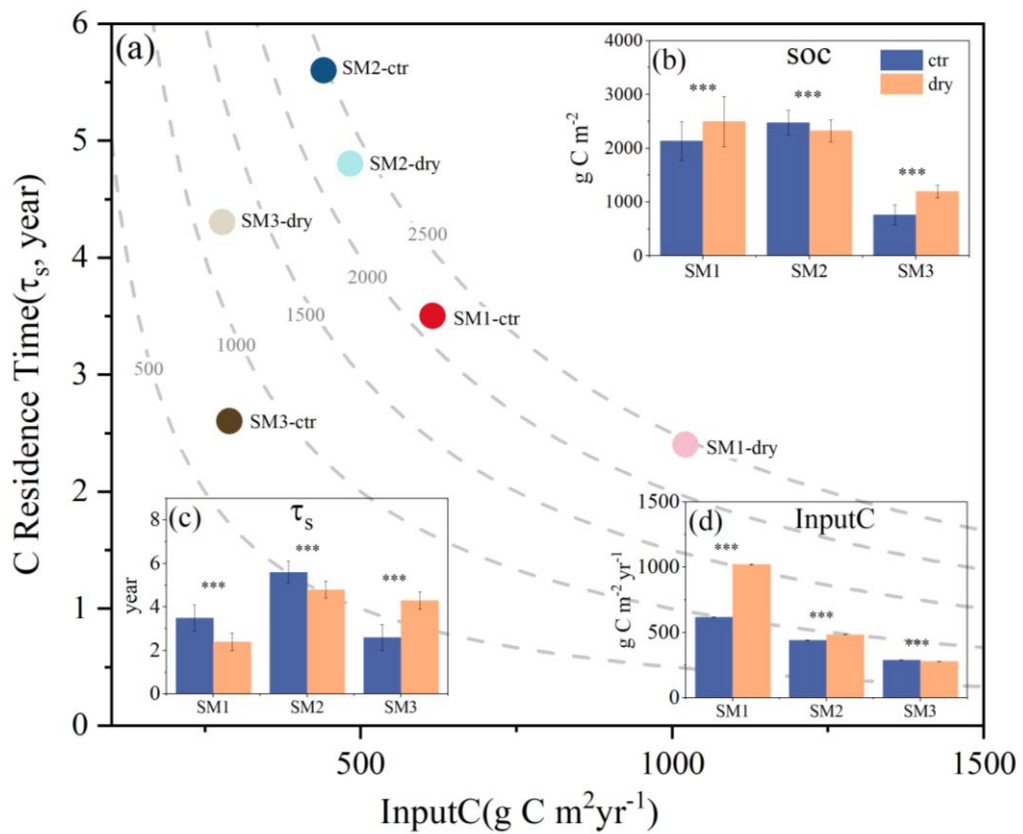 (a)
6
5
4
3
2
1
0
C Residence Time(τs, year)
500
1000
1500
InputC(g C m²yr⁻¹)
SM2-ctr
SM2-dry
SM3-dry
SM1-ctr
SM3-ctr
SM1-dry
2500
2000
1500
1000
500
(b)
soc
ctr
dry
4000
3000
2000
1000
0
g C m⁻²
***
***
***
SM1
SM2
SM3
(c)
τs
8
6
4
2
0
year
***
***
***
SM1
SM2
SM3
(d)
InputC
1500
1000
500
0
g C m⁻² yr⁻¹
***
***
***
SM1
SM2
SM3